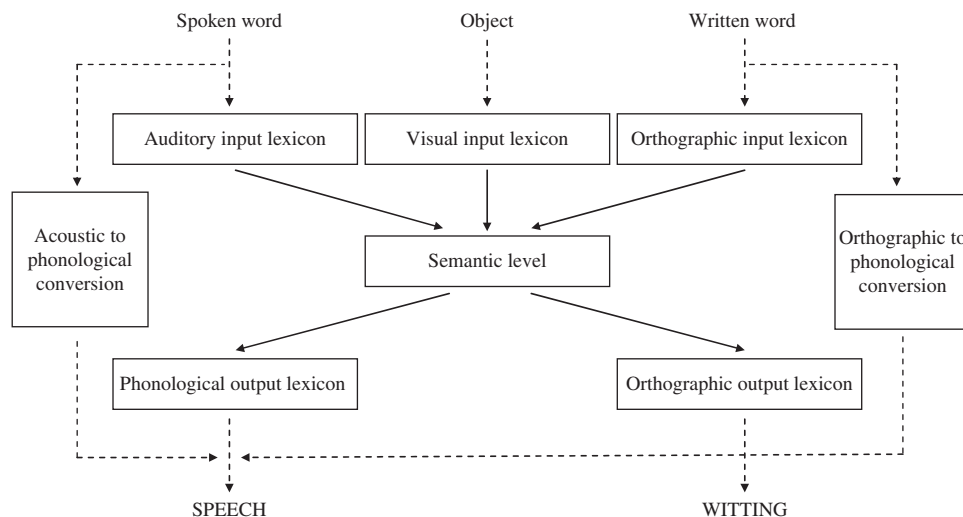 Spoken word
Object
Written word
Auditory input lexicon
Visual input lexicon
Orthographic input lexicon
Acoustic to
phonological
conversion
Semantic level
Orthographic to
phonological
conversion
Phonological output lexicon
Orthographic output lexicon
SPEECH
WITTING